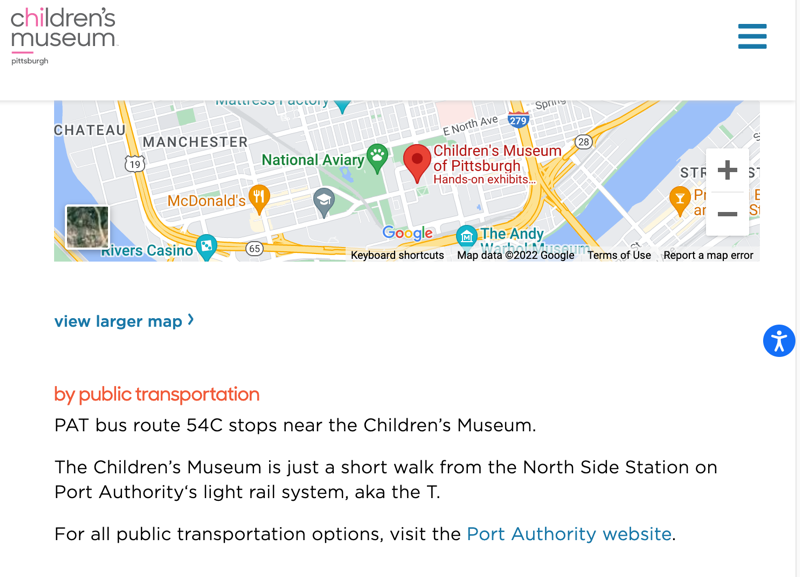 children's
museum
pittsburgh
Mattress Factory
Spring
CHATEAU
E North Ave
279
MANCHESTER
28
19
National Aviary
Children's Museum
of Pittsburgh
Hands-on exhibits...
McDonald's
Google
The Andy
Warhol Museum
Rivers Casino
65
Keyboard shortcuts Map data ©2022 Google Terms of Use Report a map error
view larger map ›
by public transportation
PAT bus route 54C stops near the Children’s Museum.
The Children’s Museum is just a short walk from the North Side Station on
Port Authority‘s light rail system, aka the T.
For all public transportation options, visit the Port Authority website.